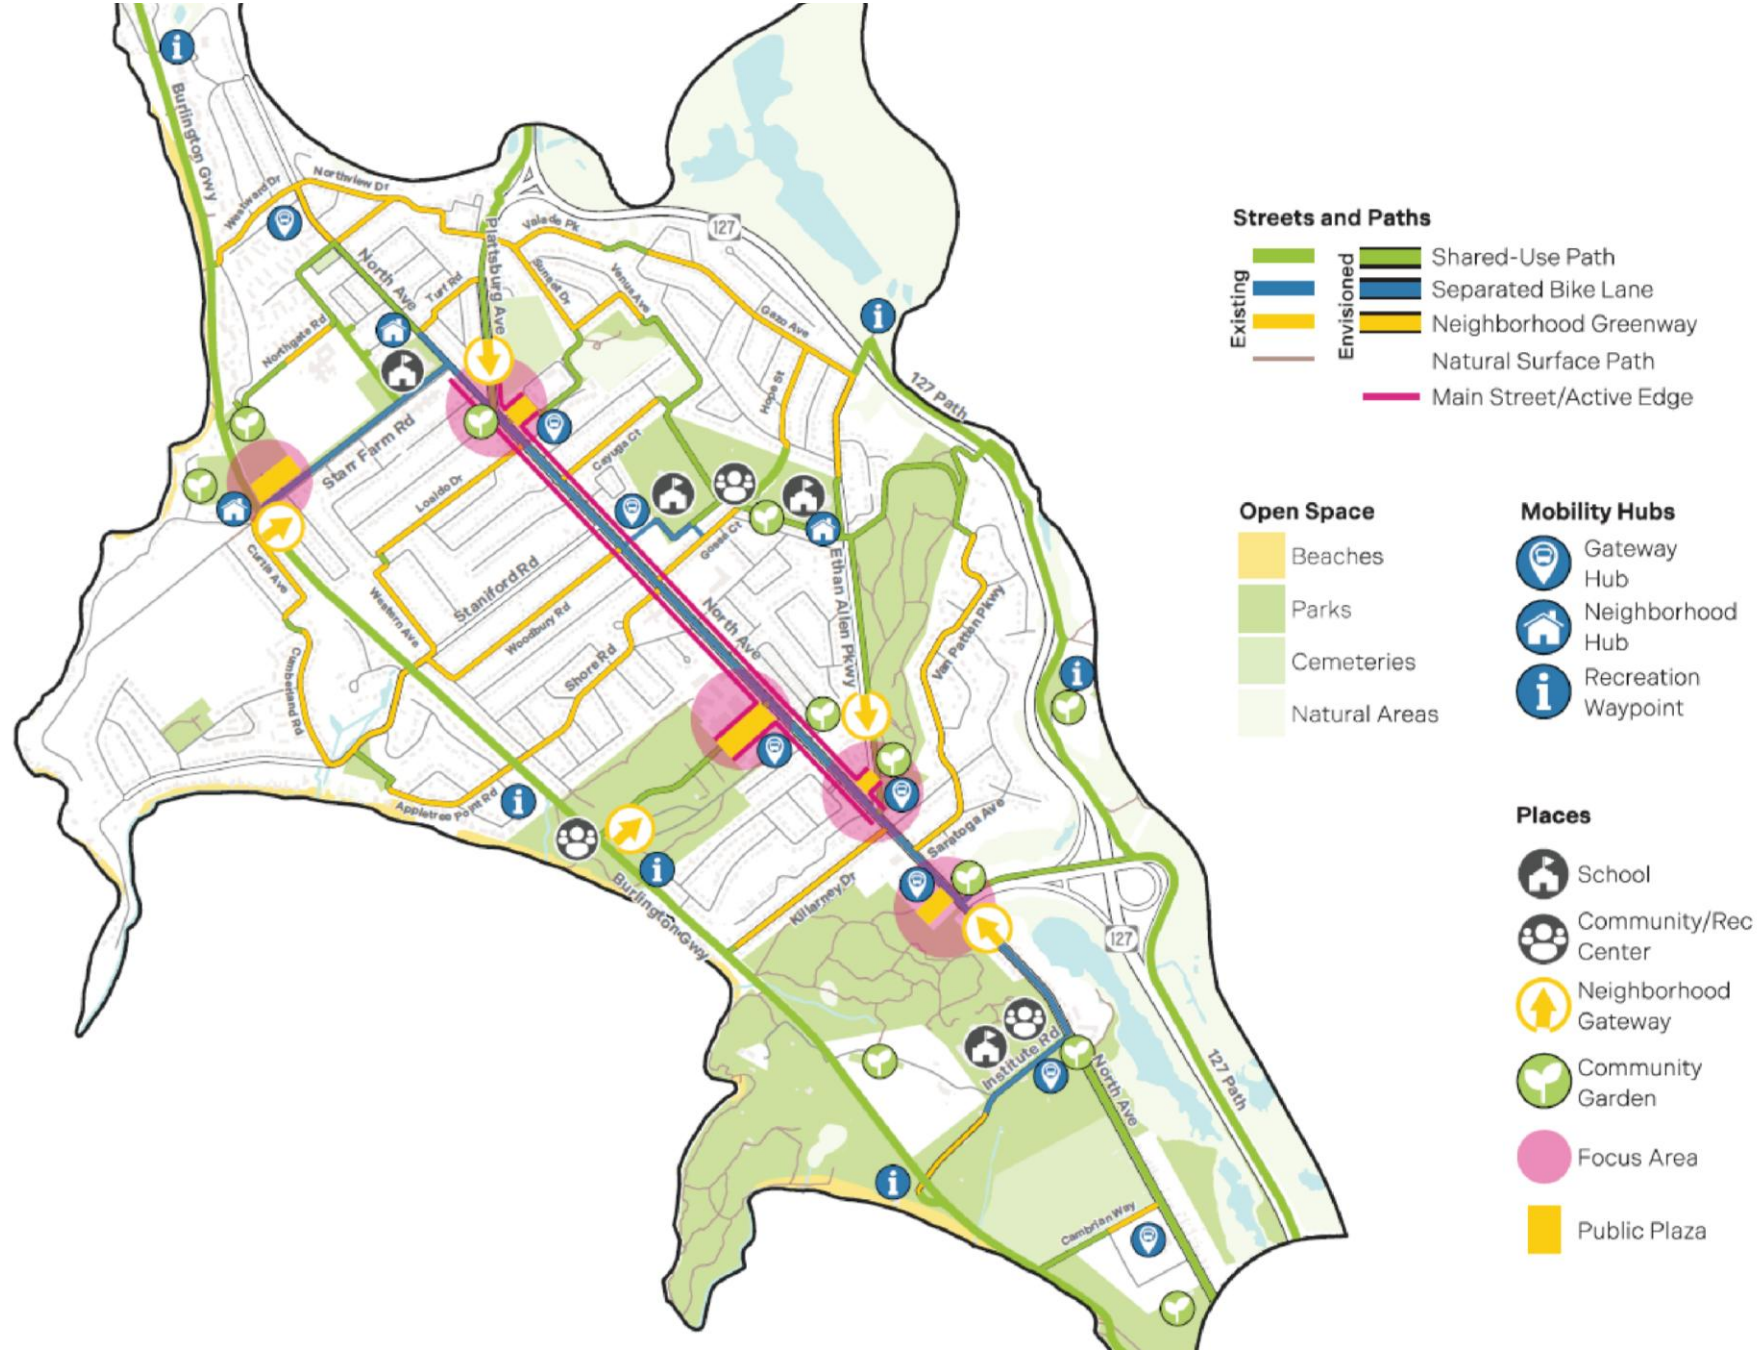 Burlington Gwy
Westward Dr
Northview Dr
Plattsburg Ave
Valade Pk
127
North Ave
Turf Rd
Sunset Dr
Venus Ave
Gazo Ave
Northgate Rd
Hope St
127 Path
Starr Farm Rd
Loaldo Dr
Cayuga Ct
Gosse Ct
Curtis Ave
Western Ave
Staniford Rd
Woodbury Rd
Ethan Allen Pkwy
North Ave
Van Patten Pkwy
Shore Rd
Cumberland Rd
Appletree Point Rd
Saratoga Ave
Killarney Dr
Burlington Gwy
127
Institute Rd
North Ave
127 Path
Cambrian Way
Streets and Paths
Existing
Envisioned
Shared-Use Path
Separated Bike Lane
Neighborhood Greenway
Natural Surface Path
Main Street/Active Edge
Open Space
Beaches
Parks
Cemeteries
Natural Areas
Mobility Hubs
Gateway
Hub
Neighborhood
Hub
Recreation
Waypoint
Places
School
Community/Rec
Center
Neighborhood
Gateway
Community
Garden
Focus Area
Public Plaza